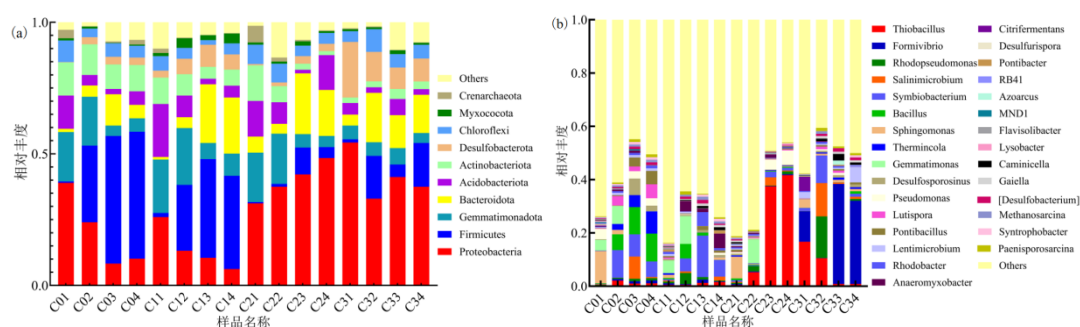 (a)
相对丰度
1.0
0.5
0.0
C01 C02 C03 C04 C11 C12 C13 C14 C21 C22 C23 C24 C31 C32 C33 C34
样品名称
Others
Crenarchaeota
Myxococota
Chloroflexi
Desulfobacterota
Actinobacteriota
Acidobacteriota
Bacteroidota
Gemmatimonadota
Firmicutes
Proteobacteria
(b)
相对丰度
1.0
0.8
0.6
0.4
0.2
0.0
C01 C02 C03 C04 C11 C12 C13 C14 C21 C22 C23 C24 C31 C32 C33 C34
样品名称
Thiobacillus
Formivibrio
Rhodopseudomonas
Salinimicrobium
Symbiobacterium
Bacillus
Sphingomonas
Thermincola
Gemmatimonas
Desulfosporosinus
Pseudomonas
Lutispora
Pontibacillus
Lentimicrobium
Rhodobacter
Anaeromyxobacter
Citrifermentans
Desulfurispora
Pontibacter
RB41
Azoarcus
MND1
Flavisolibacter
Lysobacter
Caminicella
Gaiella
[Desulfobacterium]
Methanosarcina
Syntrophobacter
Paenisporosarcina
Others